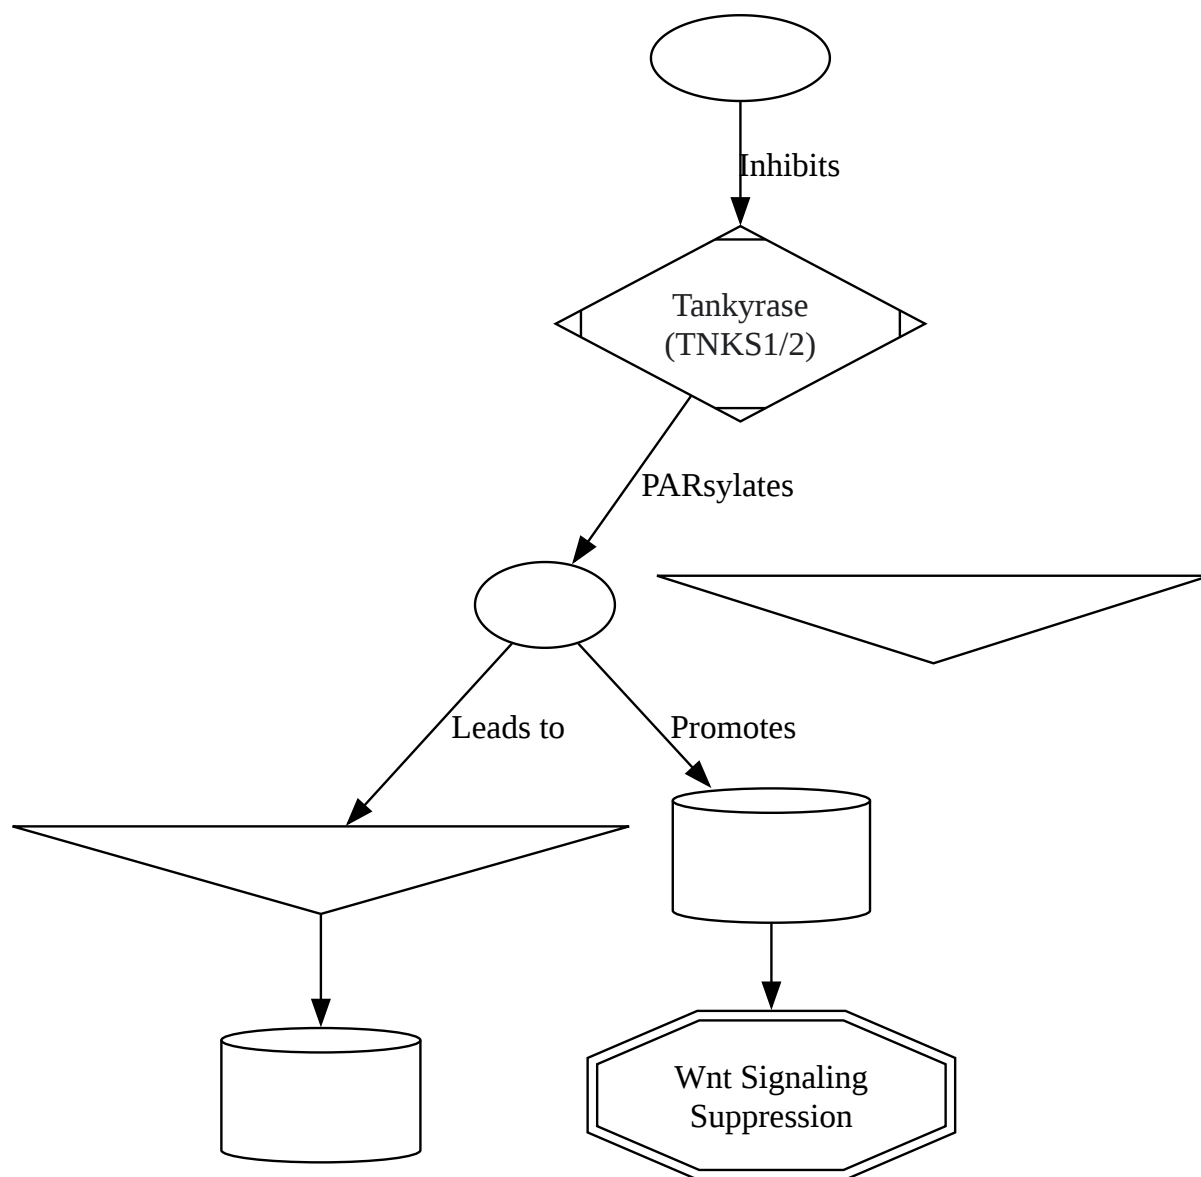 Inhibits
Tankyrase
(TNKS1/2)
PARsylates
Leads to
Promotes
Wnt Signaling
Suppression